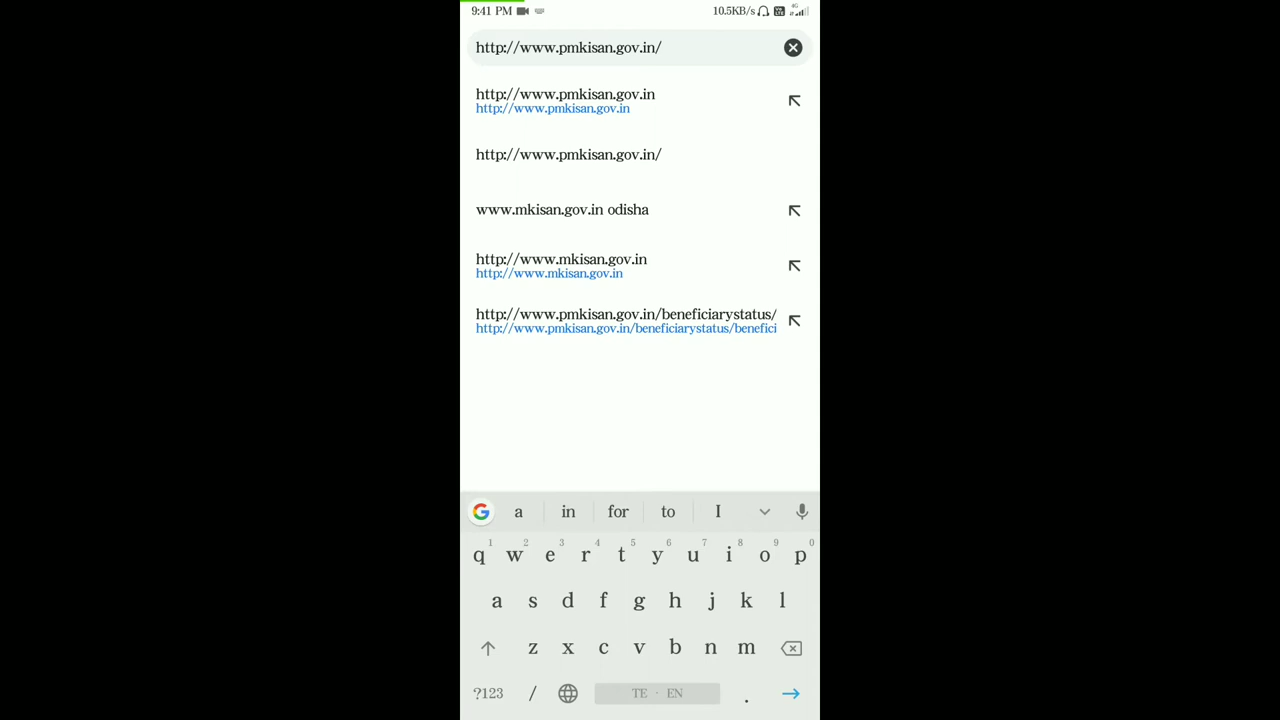 9:41 PM 10.5KB/s 4G
http://www.pmkisan.gov.in/
http://www.pmkisan.gov.in
http://www.pmkisan.gov.in
http://www.pmkisan.gov.in/
www.mkisan.gov.in odisha
http://www.mkisan.gov.in
http://www.mkisan.gov.in
http://www.pmkisan.gov.in/beneficiarystatus/
http://www.pmkisan.gov.in/beneficiarystatus/benefici
G a in for to I
1 2 3 4 5 6 7 8 9 0
q w e r t y u i o p
a s d f g h j k l
z x c v b n m
?123 / TE · EN .